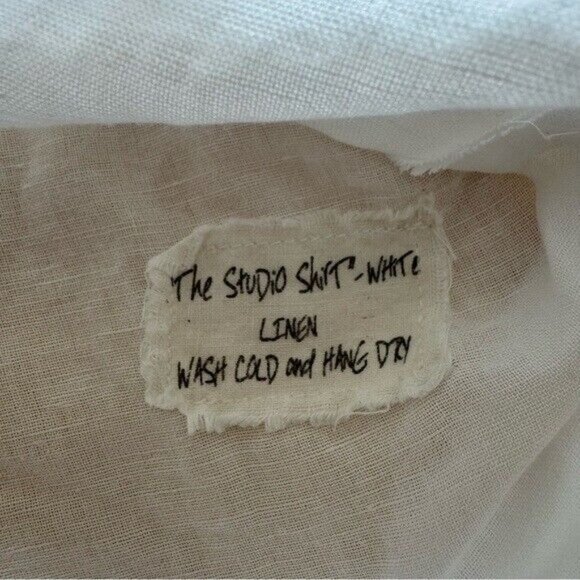 "The StuDiO ShirT"-WHiTe
LINEN
WASH COLD and HANG DRY